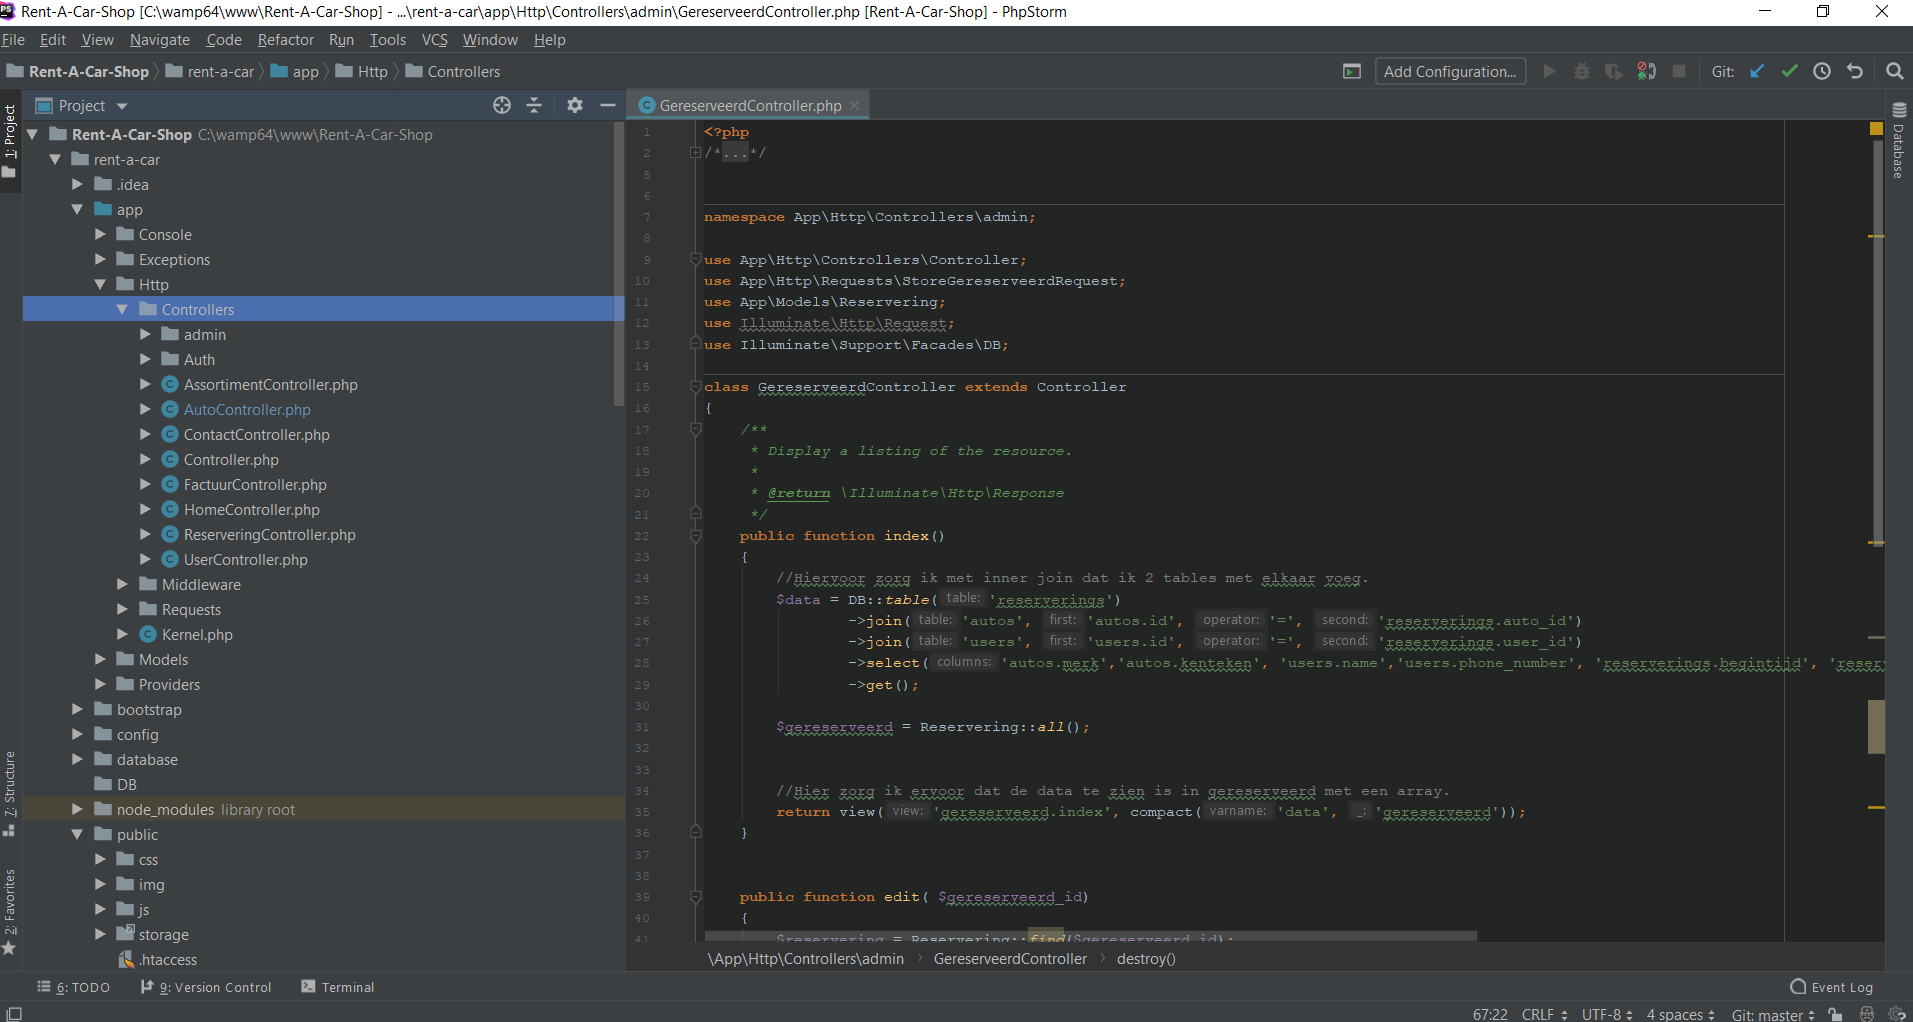 Rent-A-Car-Shop [C:\wamp64\www\Rent-A-Car-Shop] - ...\rent-a-car\app\Http\Controllers\admin\GereserveerdController.php [Rent-A-Car-Shop] - PhpStorm
File Edit View Navigate Code Refactor Run Tools VCS Window Help
Rent-A-Car-Shop rent-a-car app Http Controllers Add Configuration... Git:
1: Project
7: Structure
2: Favorites
Project
Rent-A-Car-Shop C:\wamp64\www\Rent-A-Car-Shop
rent-a-car
.idea
app
Console
Exceptions
Http
Controllers
admin
Auth
AssortimentController.php
AutoController.php
ContactController.php
Controller.php
FactuurController.php
HomeController.php
ReserveringController.php
UserController.php
Middleware
Requests
Kernel.php
Models
Providers
bootstrap
config
database
DB
node_modules library root
public
css
img
js
storage
.htaccess
GereserveerdController.php
1 <?php
2 /*...*/
5
6
7 namespace App\Http\Controllers\admin;
8
9 use App\Http\Controllers\Controller;
10 use App\Http\Requests\StoreGereserveerdRequest;
11 use App\Models\Reservering;
12 use Illuminate\Http\Request;
13 use Illuminate\Support\Facades\DB;
14
15 class GereserveerdController extends Controller
16 {
17 /**
18 * Display a listing of the resource.
19 *
20 * @return \Illuminate\Http\Response
21 */
22 public function index()
23 {
24 //Hiervoor zorg ik met inner join dat ik 2 tables met elkaar voeg.
25 $data = DB::table( table: 'reserverings')
26 ->join( table: 'autos', first: 'autos.id', operator: '=', second: 'reserverings.auto_id')
27 ->join( table: 'users', first: 'users.id', operator: '=', second: 'reserverings.user_id')
28 ->select( columns: 'autos.merk','autos.kenteken', 'users.name','users.phone_number', 'reserverings.begintijd', 'reser
29 ->get();
30
31 $gereserveerd = Reservering::all();
32
33
34 //Hier zorg ik ervoor dat de data te zien is in gereserveerd met een array.
35 return view( view: 'gereserveerd.index', compact( varname: 'data', _: 'gereserveerd'));
36 }
37
38
39 public function edit( $gereserveerd_id)
40 {
41 $reservering = Reservering::find($gereserveerd_id);
\App\Http\Controllers\admin GereserveerdController destroy()
Database
6: TODO 9: Version Control Terminal Event Log
67:22 CRLF UTF-8 4 spaces Git: master